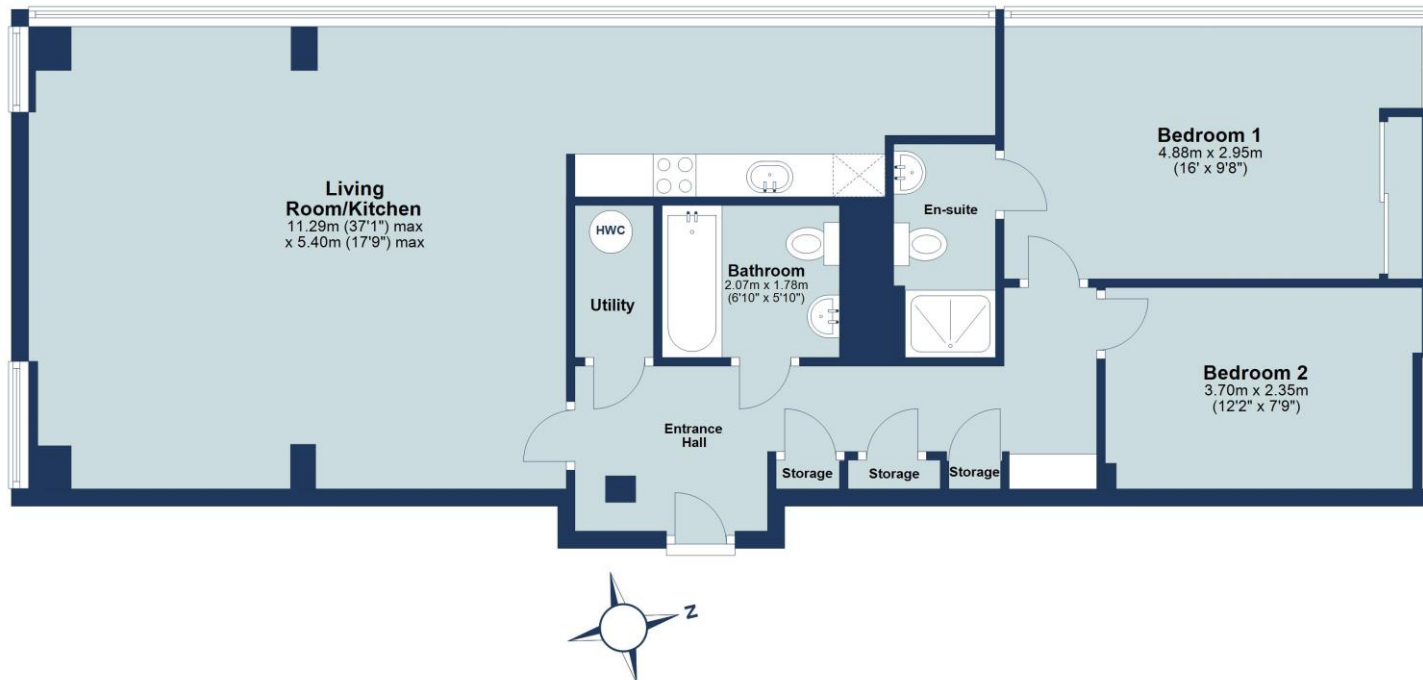 Living
Room/Kitchen
11.29m (37'1") max
x 5.40m (17'9") max
Bedroom 1
4.88m x 2.95m
(16' x 9'8")
En-suite
HWC
Utility
Bathroom
2.07m x 1.78m
(6'10" x 5'10")
Bedroom 2
3.70m x 2.35m
(12'2" x 7'9")
Entrance
Hall
Storage
Storage
Storage
N